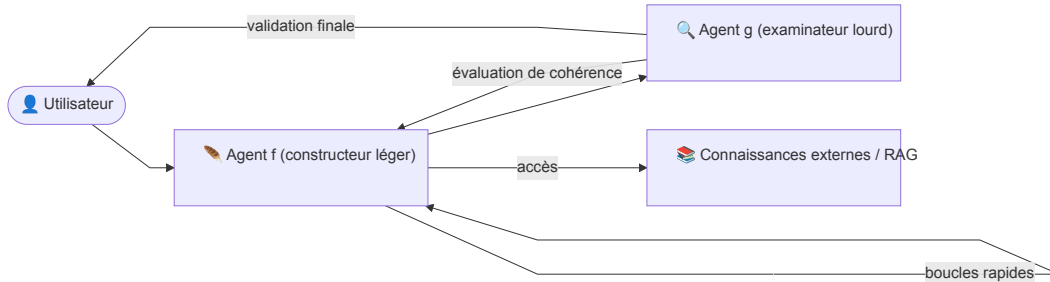 validation finale
🔍 Agent g (examinateur lourd)
évaluation de cohérence
👤 Utilisateur
🪶 Agent f (constructeur léger)
accès
📚 Connaissances externes / RAG
boucles rapides